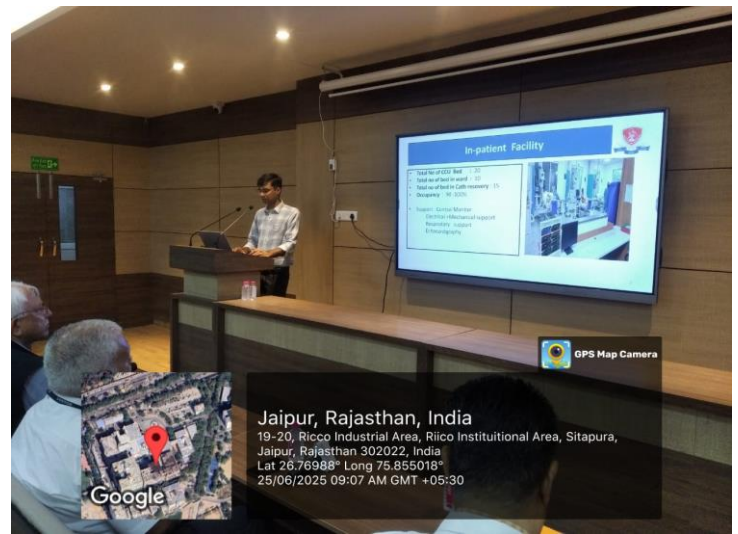 In-patient Facility
Total No of CCU Bed : 20
Total no of bed in ward : 10
Total no of bed in Cath recovery : 15
Occupancy :
Support : Central Monitor
Electrical +Mechanical support
Respiratory support
Echocardiography
GPS Map Camera
Jaipur, Rajasthan, India
19-20, Ricco Industrial Area, Riico Instituitional Area, Sitapura,
Jaipur, Rajasthan 302022, India
Lat 26.76988° Long 75.855018°
25/06/2025 09:07 AM GMT +05:30
Google